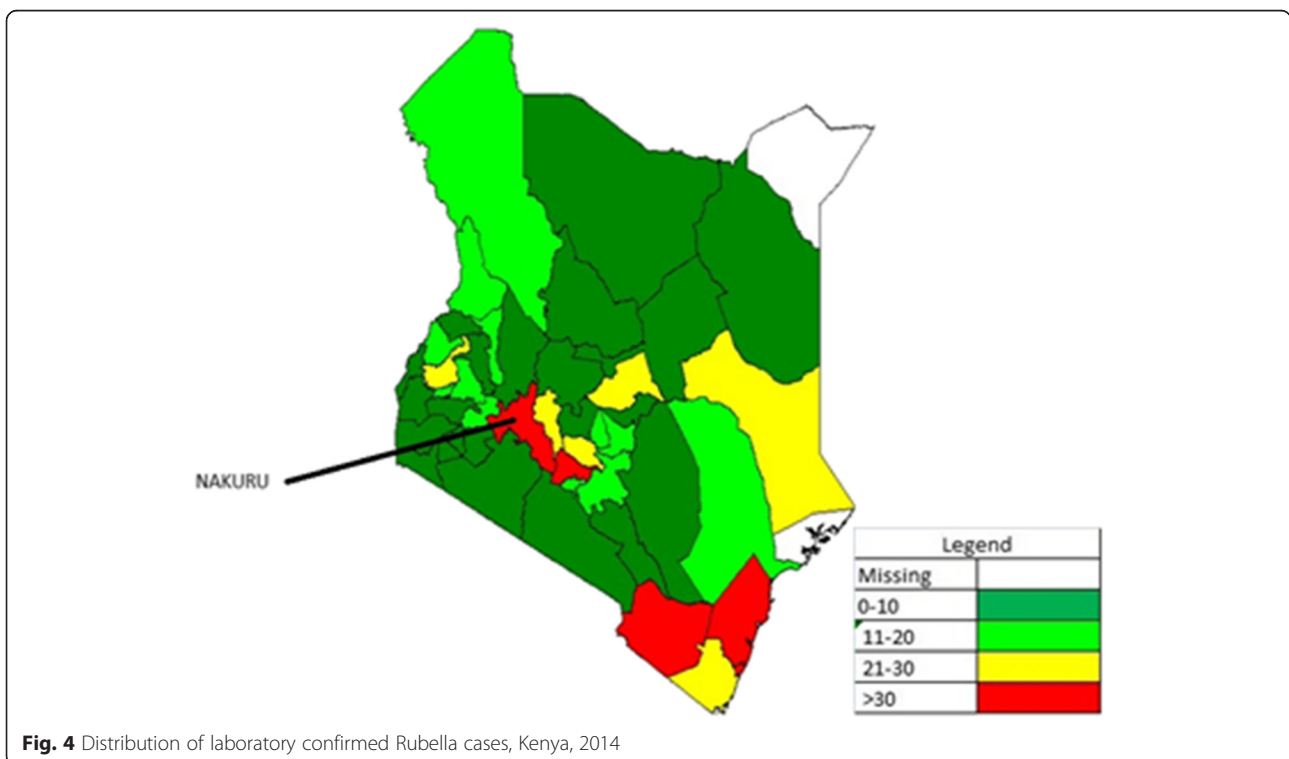 NAKURU
Legend
Missing
0-10
11-20
21-30
>30
Fig. 4 Distribution of laboratory confirmed Rubella cases, Kenya, 2014